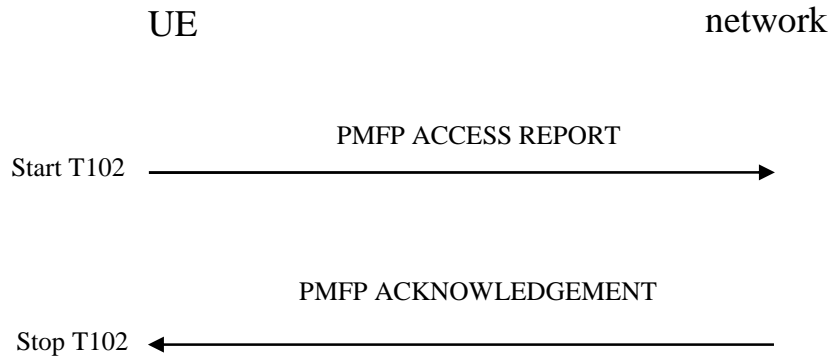 UE
network
PMFP ACCESS REPORT
Start T102
PMFP ACKNOWLEDGEMENT
Stop T102